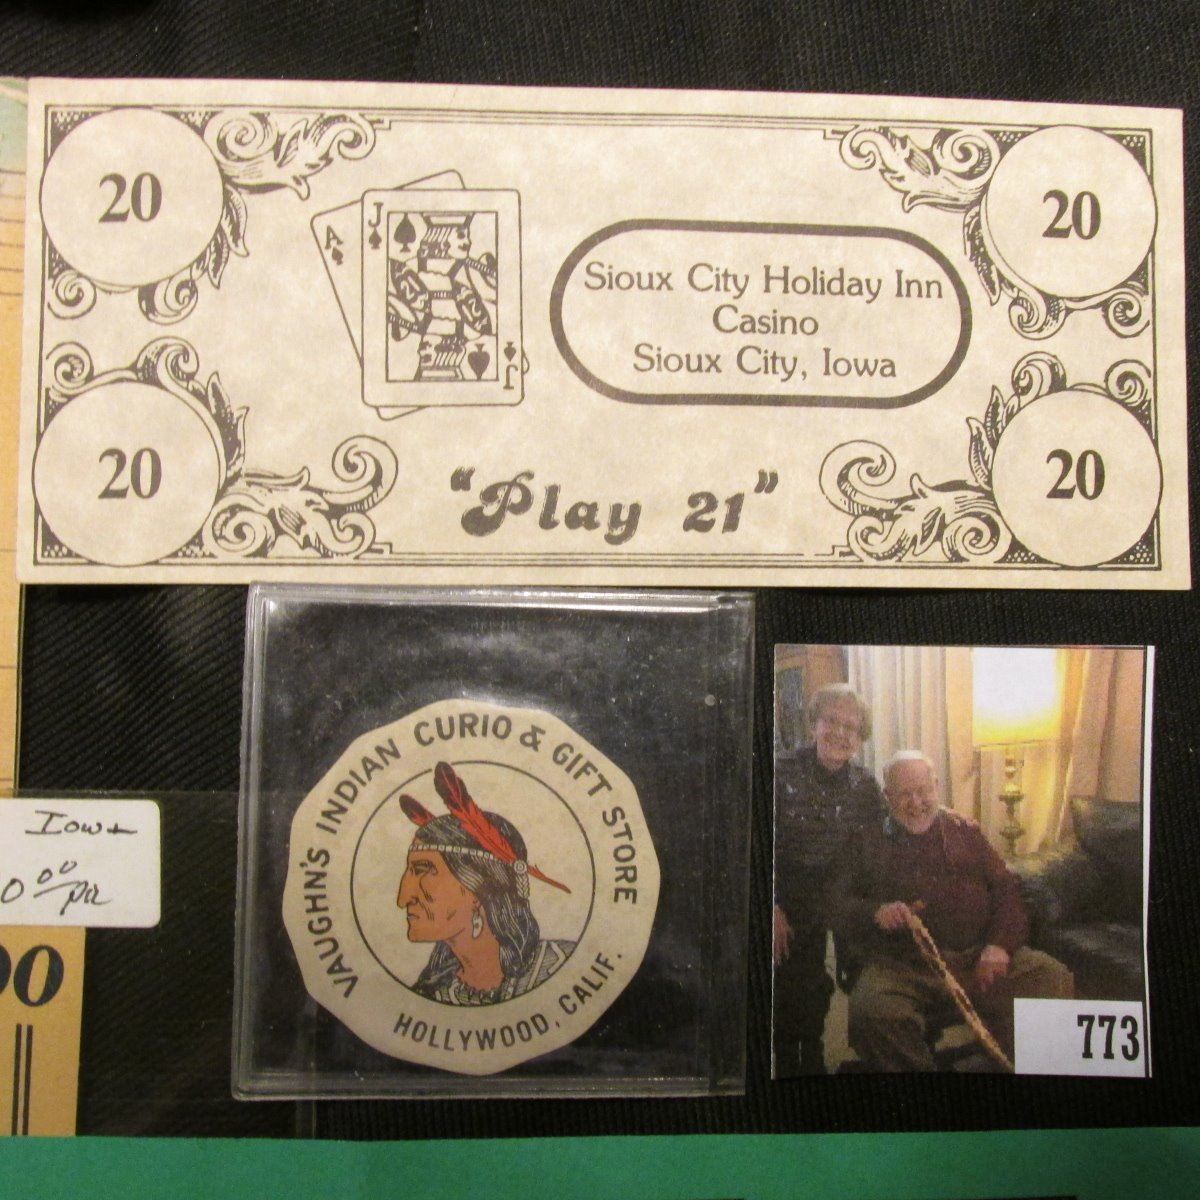 20
20
J
A
Sioux City Holiday Inn
Casino
Sioux City, Iowa
J
20
20
"Play 21"
VAUGHN'S INDIAN CURIO & GIFT STORE
HOLLYWOOD, CALIF.
Iowa
773